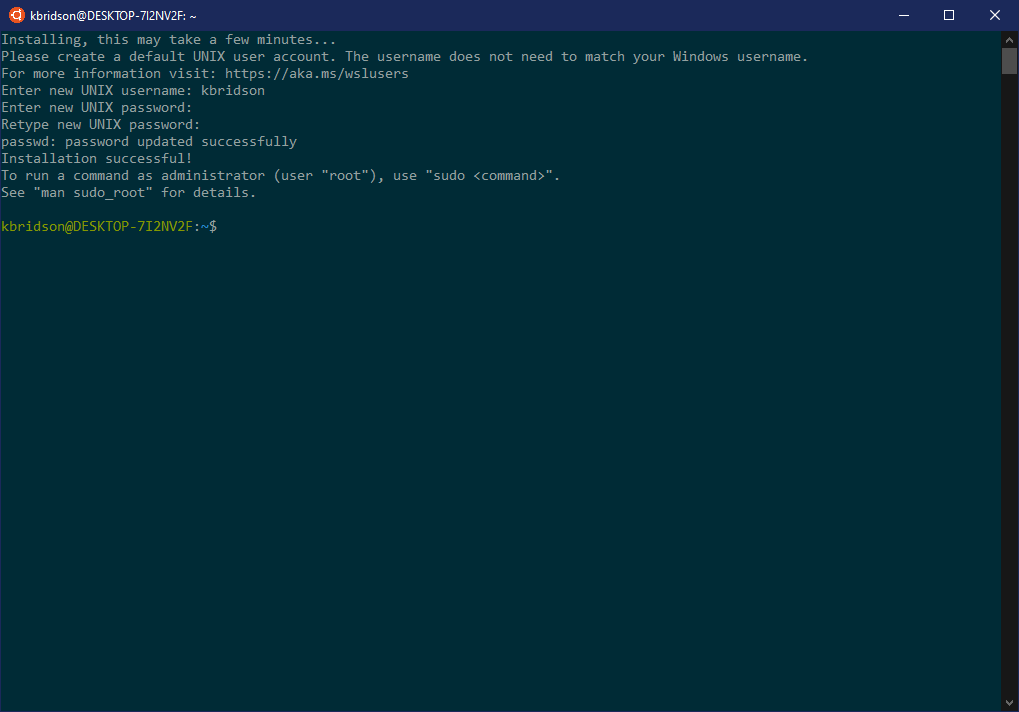 kbridson@DESKTOP-7I2NV2F: ~
Installing, this may take a few minutes...
Please create a default UNIX user account. The username does not need to match your Windows username.
For more information visit: https://aka.ms/wslusers
Enter new UNIX username: kbridson
Enter new UNIX password:
Retype new UNIX password:
passwd: password updated successfully
Installation successful!
To run a command as administrator (user "root"), use "sudo <command>".
See "man sudo_root" for details.
kbridson@DESKTOP-7I2NV2F:~$